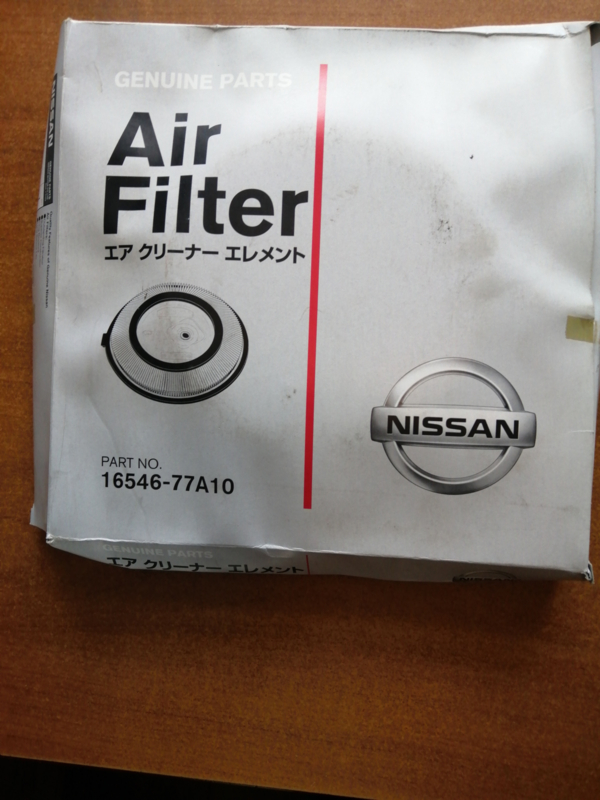 GENUINE PARTS
Air
Filter
エア クリーナー エレメント
PART NO.
16546-77A10
NISSAN
NISSAN
GENUINE PARTS
エア クリーナー エレメント